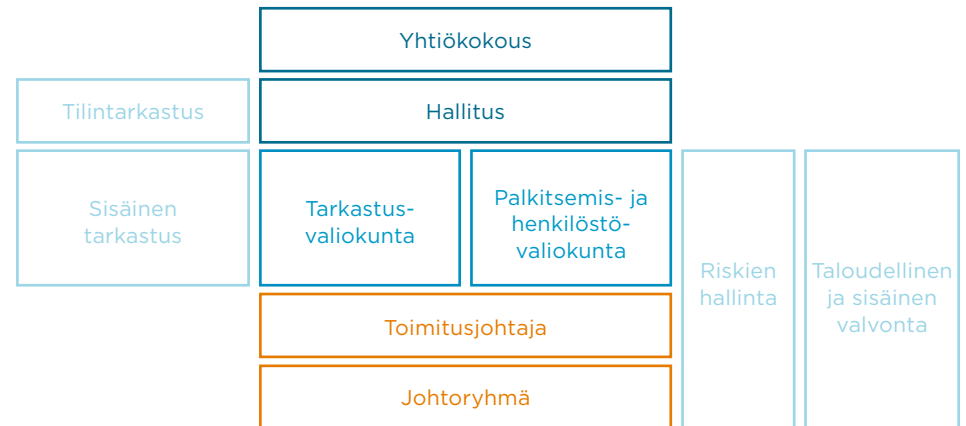 Yhtiökokous
Tilintarkastus
Hallitus
Sisäinen
tarkastus
Tarkastus-
valiokunta
Palkitsemis- ja
henkilöstö-
valiokunta
Riskien
hallinta
Taloudellinen
ja sisäinen
valvonta
Toimitusjohtaja
Johtoryhmä